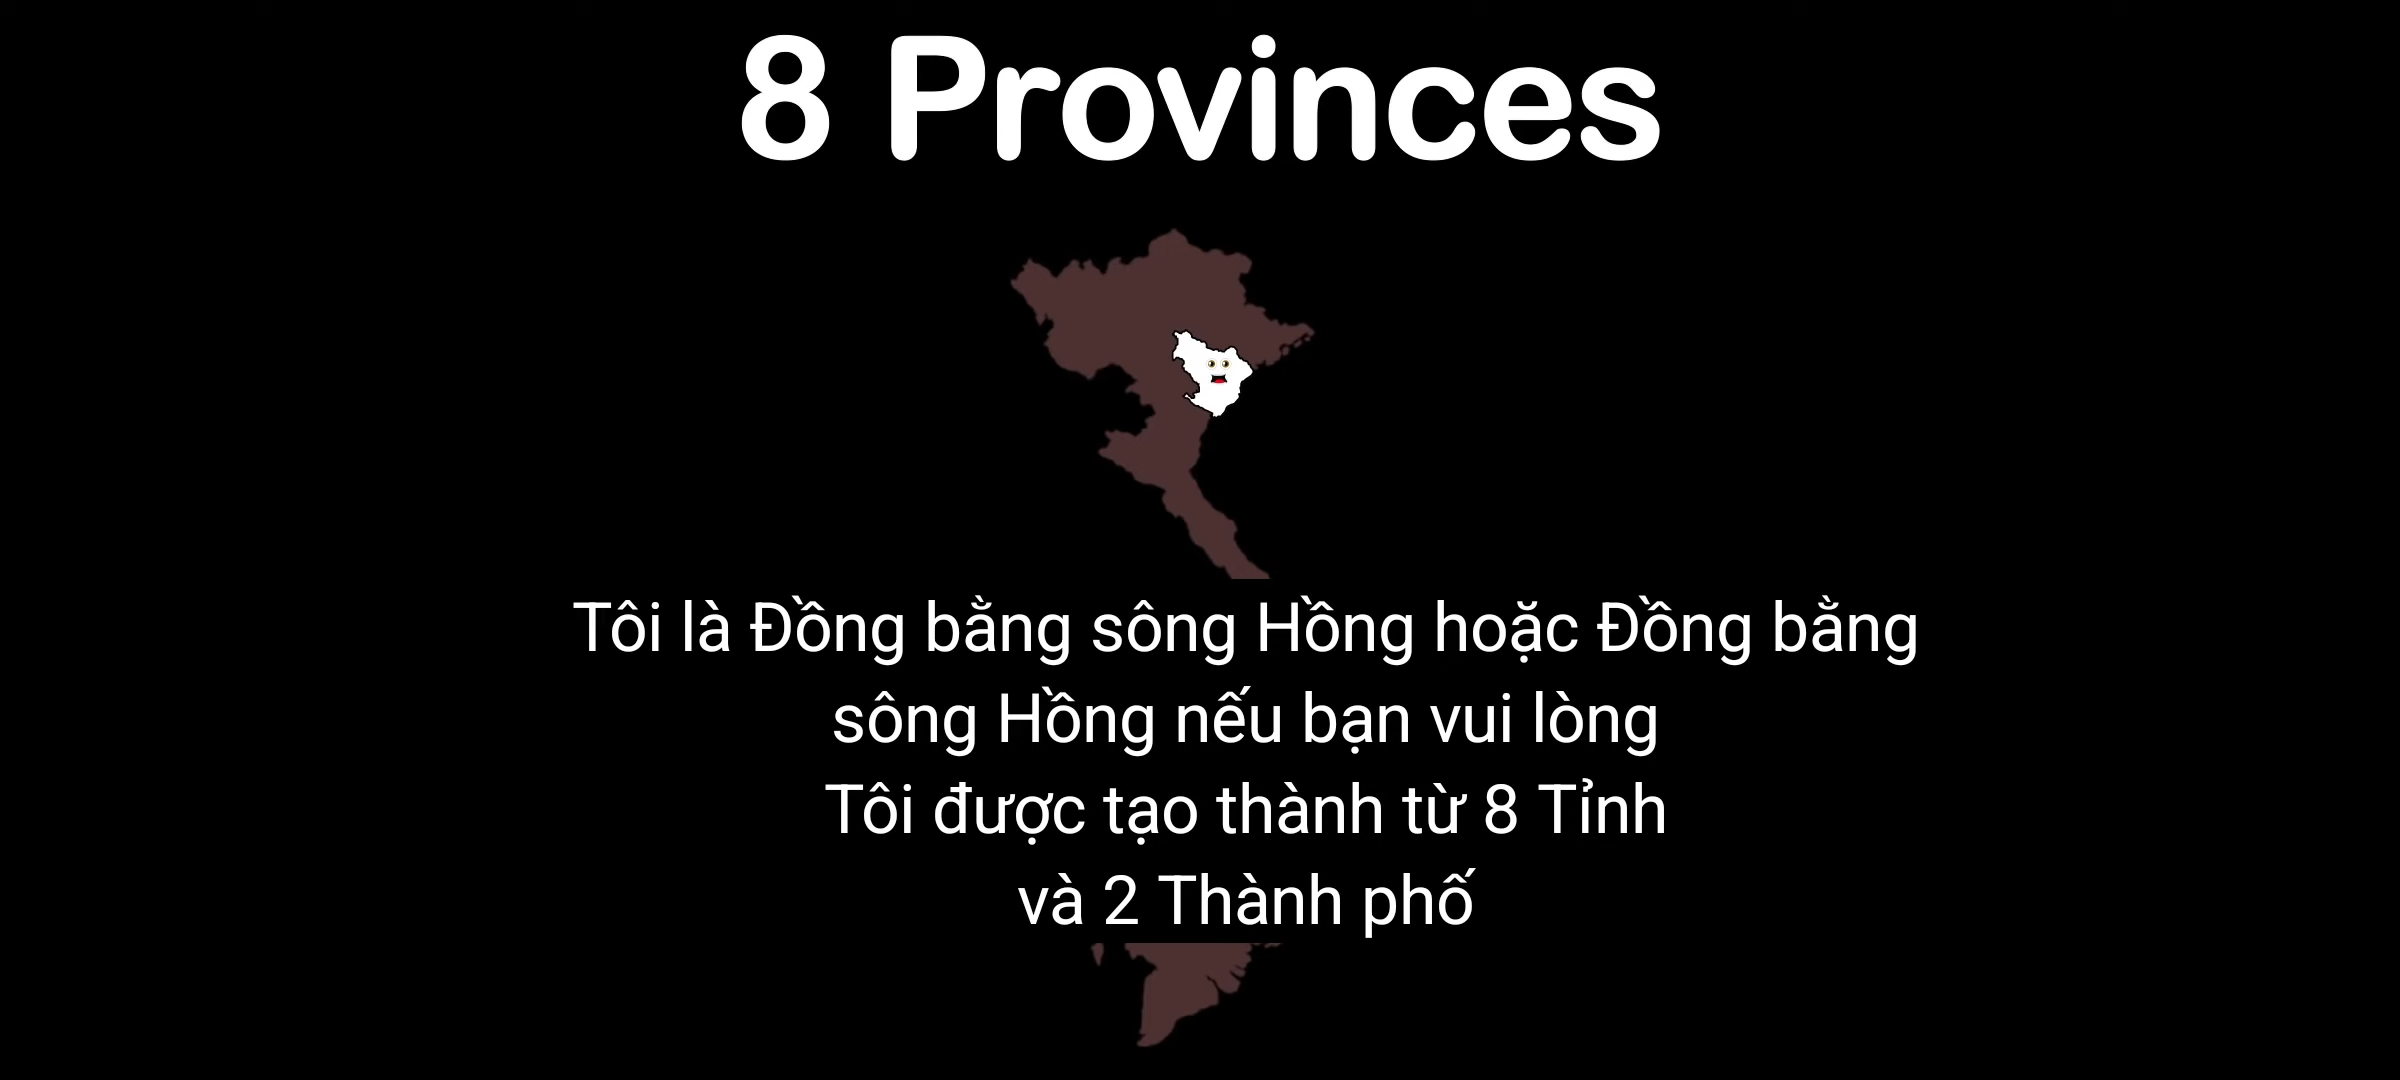 8 Provinces
Tôi là Đồng bằng sông Hồng hoặc Đồng bằng
sông Hồng nếu bạn vui lòng
Tôi được tạo thành từ 8 Tỉnh
và 2 Thành phố